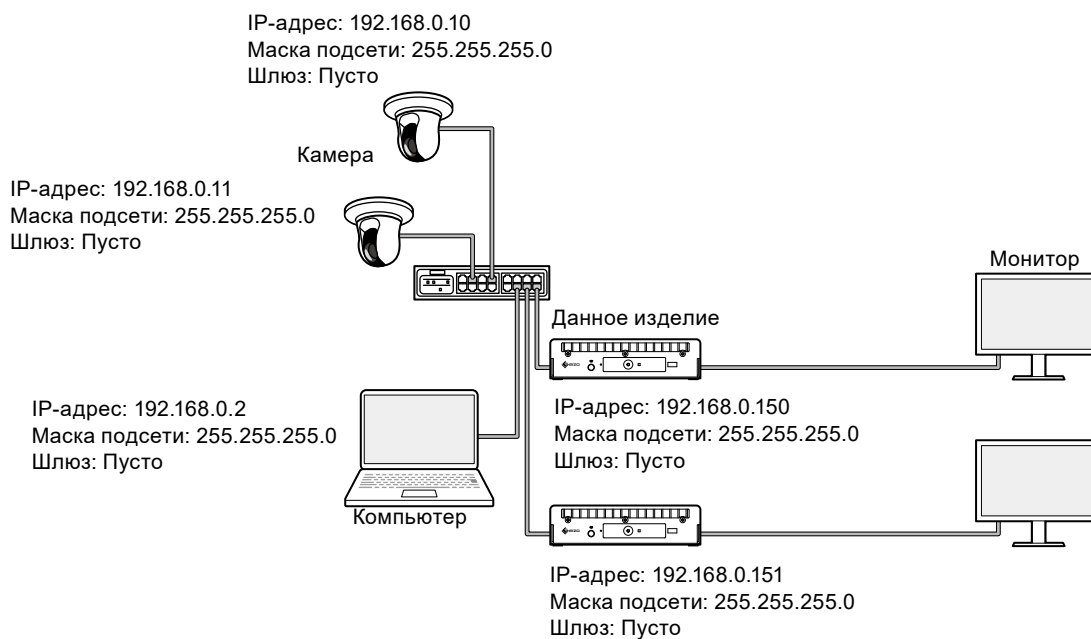 IP-адрес: 192.168.0.10
Маска подсети: 255.255.255.0
Шлюз: Пусто
Камера
IP-адрес: 192.168.0.11
Маска подсети: 255.255.255.0
Шлюз: Пусто
Монитор
Данное изделие
IP-адрес: 192.168.0.2
Маска подсети: 255.255.255.0
Шлюз: Пусто
IP-адрес: 192.168.0.150
Маска подсети: 255.255.255.0
Шлюз: Пусто
Компьютер
IP-адрес: 192.168.0.151
Маска подсети: 255.255.255.0
Шлюз: Пусто